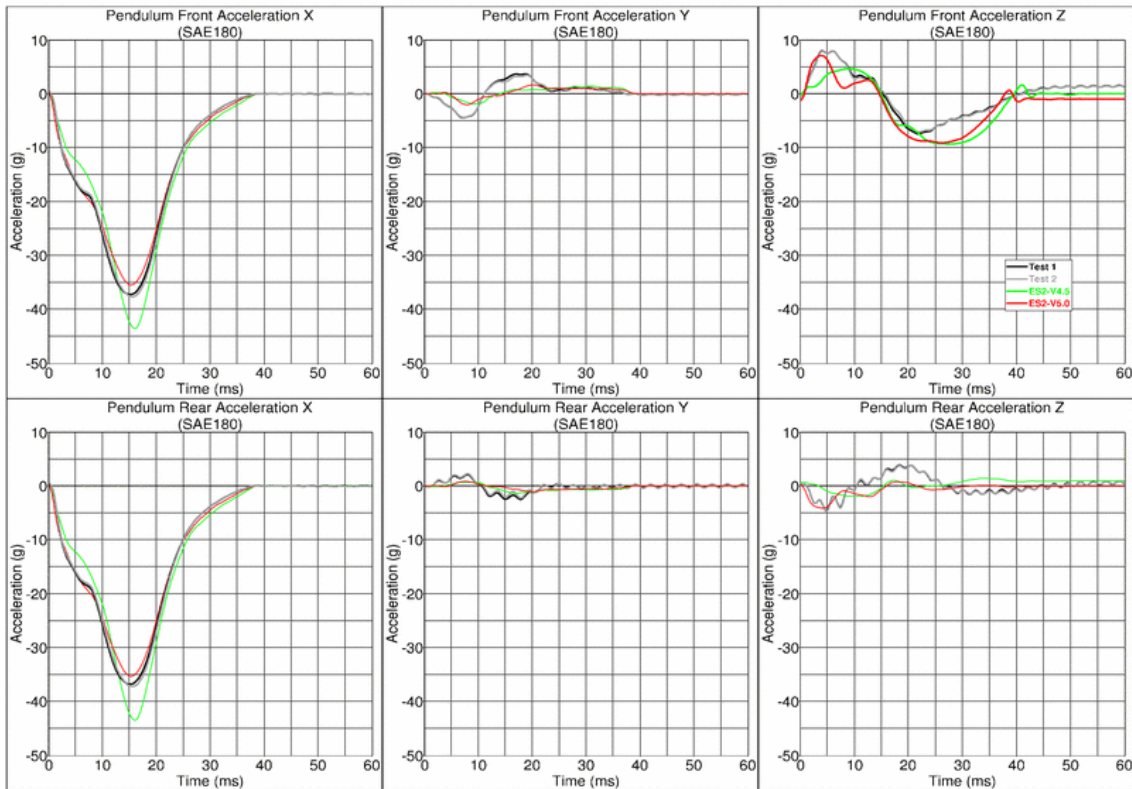 Pendulum Front Acceleration X
(SAE180)
10
0
-10
-20
-30
-40
-50
Acceleration (g)
0 10 20 30 40 50 60
Time (ms)
Pendulum Front Acceleration Y
(SAE180)
10
0
-10
-20
-30
-40
-50
Acceleration (g)
0 10 20 30 40 50 60
Time (ms)
Pendulum Front Acceleration Z
(SAE180)
10
0
-10
-20
-30
-40
-50
Acceleration (g)
Test 1
Test 2
ES2-V4.5
ES2-V5.0
0 10 20 30 40 50 60
Time (ms)
Pendulum Rear Acceleration X
(SAE180)
10
0
-10
-20
-30
-40
-50
Acceleration (g)
0 10 20 30 40 50 60
Time (ms)
Pendulum Rear Acceleration Y
(SAE180)
10
0
-10
-20
-30
-40
-50
Acceleration (g)
0 10 20 30 40 50 60
Time (ms)
Pendulum Rear Acceleration Z
(SAE180)
10
0
-10
-20
-30
-40
-50
Acceleration (g)
0 10 20 30 40 50 60
Time (ms)